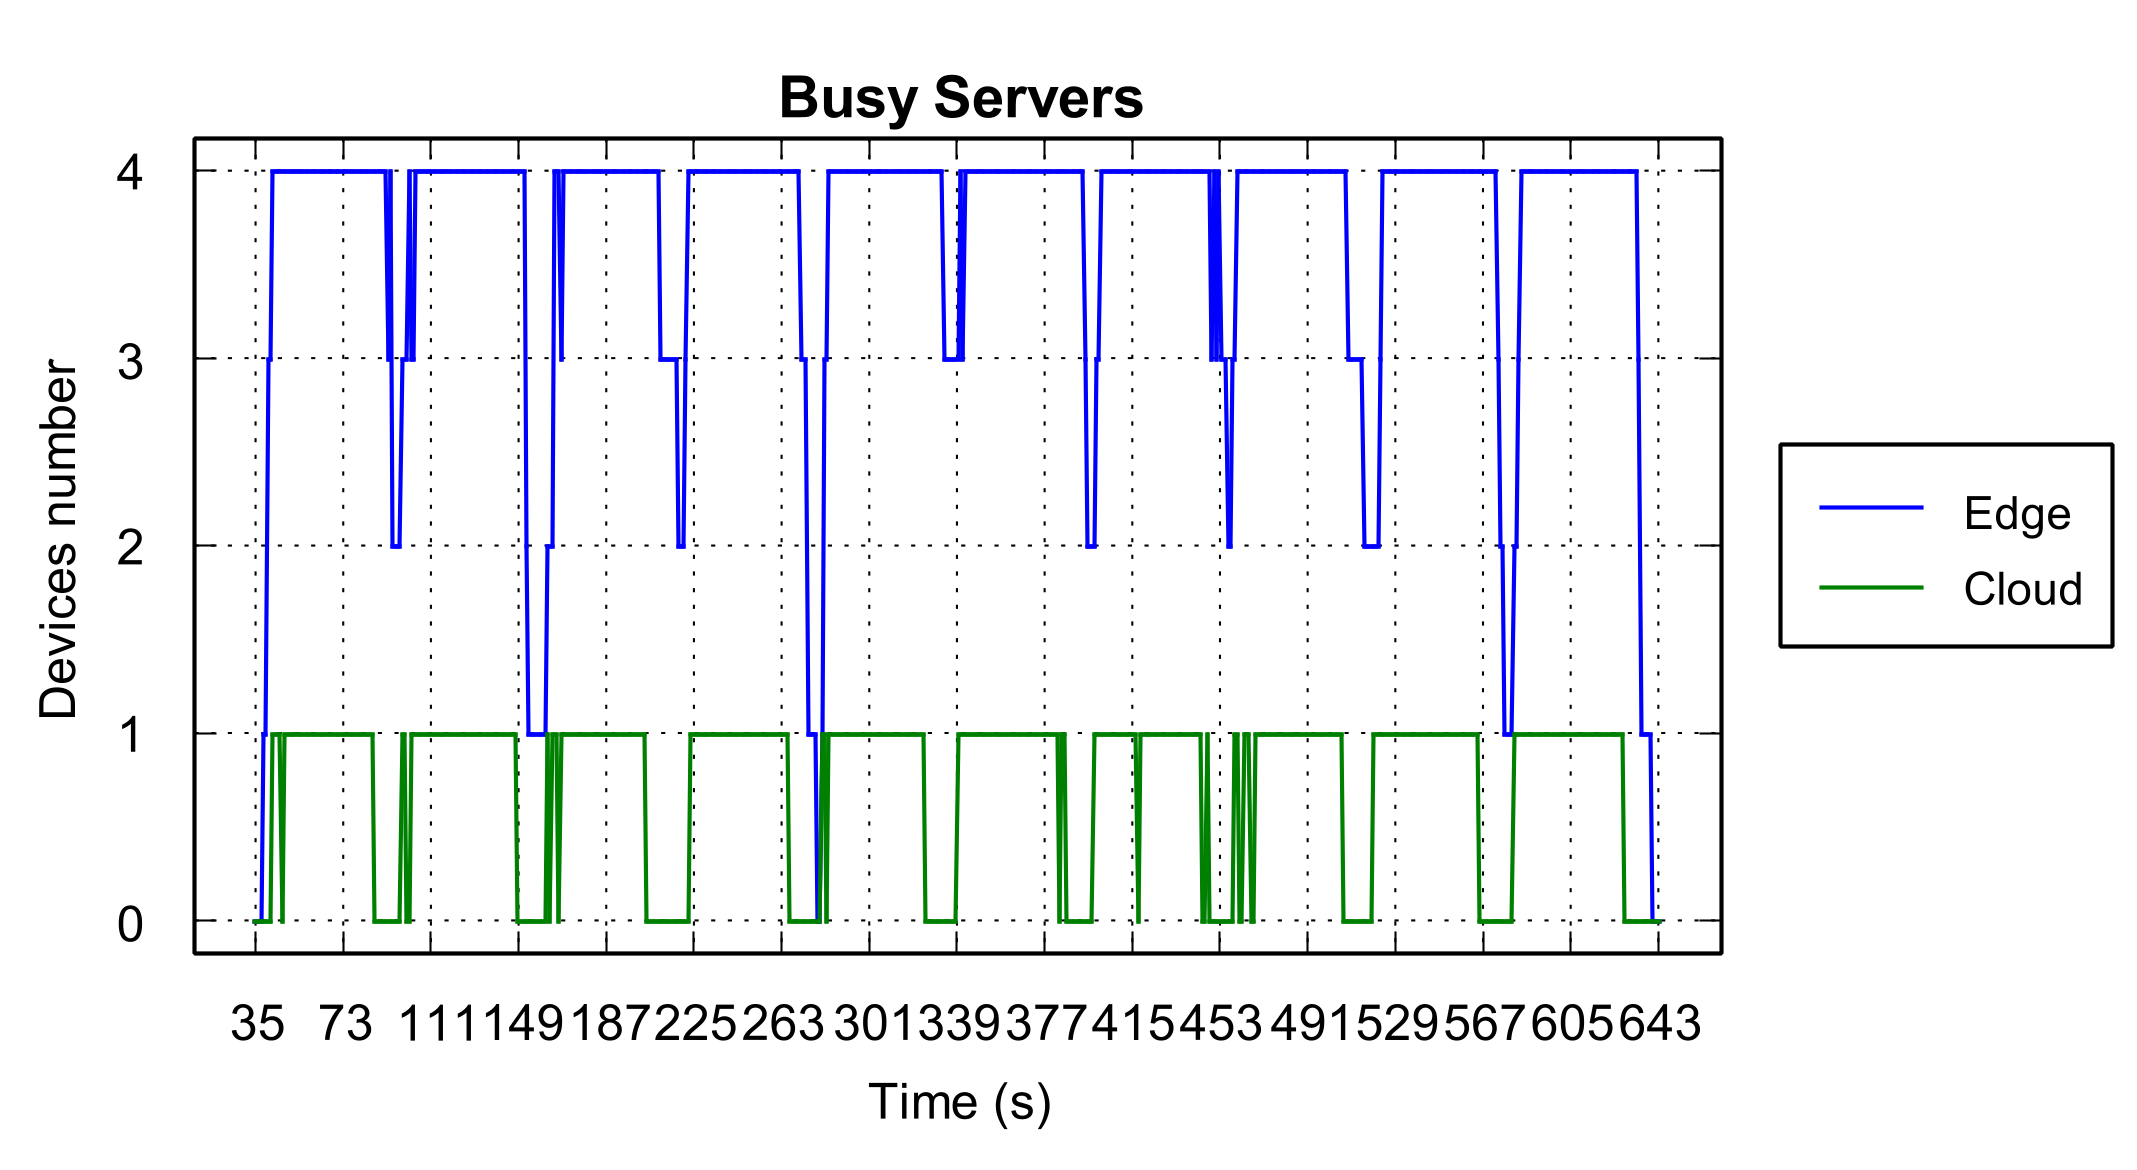 Busy Servers
4
3
2
1
0
Devices number
35 73 111 149 187 225 263 301 339 377 415 453 491 529 567 605 643
Time (s)
Edge
Cloud